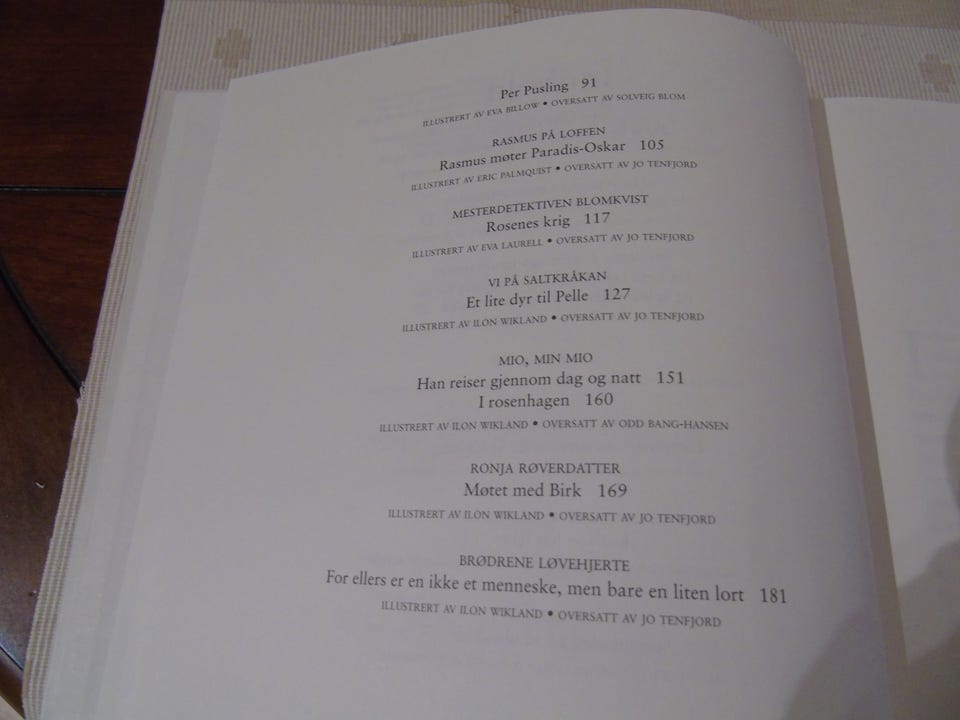 Per Pusling 91
ILLUSTRERT AV EVA BILLOW • OVERSATT AV SOLVEIG BLOM
RASMUS PÅ LOFFEN
Rasmus møter Paradis-Oskar 105
ILLUSTRERT AV ERIC PALMQUIST • OVERSATT AV JO TENFJORD
MESTERDETEKTIVEN BLOMKVIST
Rosenes krig 117
ILLUSTRERT AV EVA LAURELL • OVERSATT AV JO TENFJORD
VI PÅ SALTKRÅKAN
Et lite dyr til Pelle 127
ILLUSTRERT AV ILON WIKLAND • OVERSATT AV JO TENFJORD
MIO, MIN MIO
Han reiser gjennom dag og natt 151
I rosenhagen 160
ILLUSTRERT AV ILON WIKLAND • OVERSATT AV ODD BANG-HANSEN
RONJA RØVERDATTER
Møtet med Birk 169
ILLUSTRERT AV ILON WIKLAND • OVERSATT AV JO TENFJORD
BRØDRENE LØVEHJERTE
For ellers er en ikke et menneske, men bare en liten lort 181
ILLUSTRERT AV ILON WIKLAND • OVERSATT AV JO TENFJORD